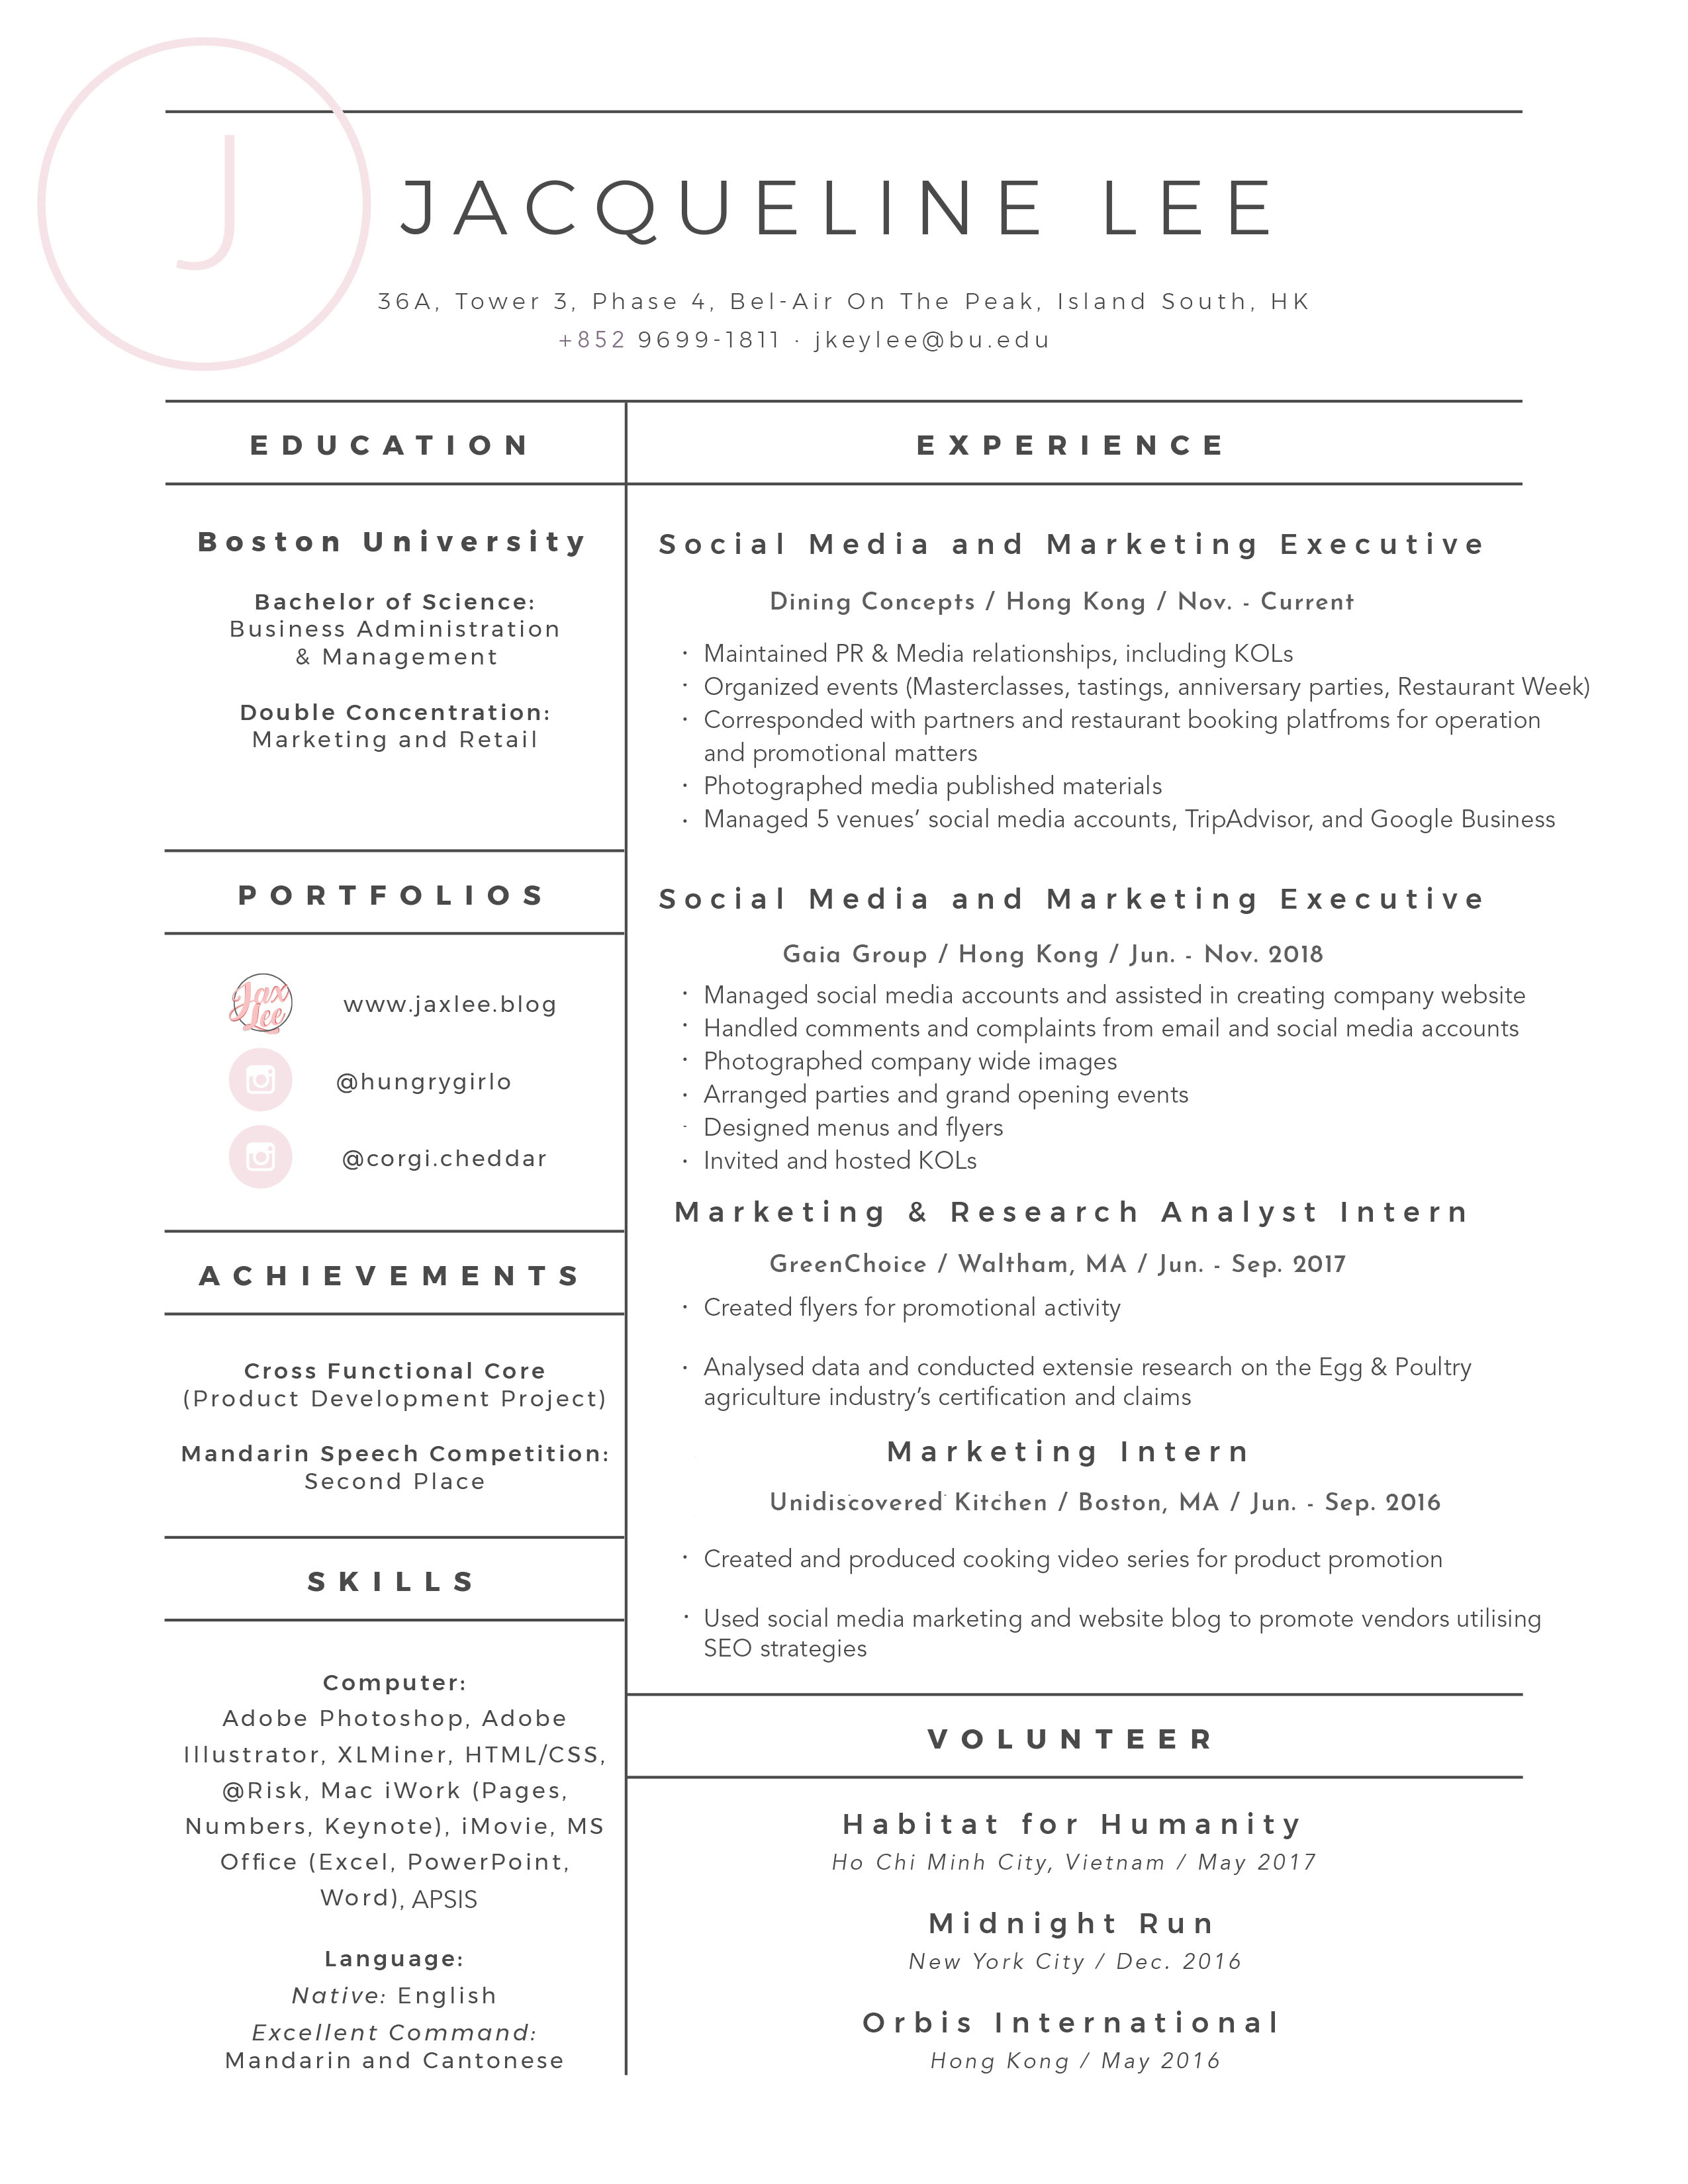 J
JACQUELINE LEE
36A, Tower 3, Phase 4, Bel-Air On The Peak, Island South, HK
+852 9699-1811 · jkeylee@bu.edu
EDUCATION
Boston University
Bachelor of Science:
Business Administration
& Management
Double Concentration:
Marketing and Retail
PORTFOLIOS
Jax
Lee
www.jaxlee.blog
@hungrygirlo
@corgi.cheddar
ACHIEVEMENTS
Cross Functional Core
(Product Development Project)
Mandarin Speech Competition:
Second Place
SKILLS
Computer:
Adobe Photoshop, Adobe
Illustrator, XLMiner, HTML/CSS,
@Risk, Mac iWork (Pages,
Numbers, Keynote), iMovie, MS
Office (Excel, PowerPoint,
Word), APSIS
Language:
Native: English
Excellent Command:
Mandarin and Cantonese
EXPERIENCE
Social Media and Marketing Executive
Dining Concepts / Hong Kong / Nov. - Current
· Maintained PR & Media relationships, including KOLs
· Organized events (Masterclasses, tastings, anniversary parties, Restaurant Week)
· Corresponded with partners and restaurant booking platfroms for operation
and promotional matters
· Photographed media published materials
· Managed 5 venues’ social media accounts, TripAdvisor, and Google Business
Social Media and Marketing Executive
Gaia Group / Hong Kong / Jun. - Nov. 2018
· Managed social media accounts and assisted in creating company website
· Handled comments and complaints from email and social media accounts
· Photographed company wide images
· Arranged parties and grand opening events
· Designed menus and flyers
· Invited and hosted KOLs
Marketing & Research Analyst Intern
GreenChoice / Waltham, MA / Jun. - Sep. 2017
· Created flyers for promotional activity
· Analysed data and conducted extensie research on the Egg & Poultry
agriculture industry’s certification and claims
Marketing Intern
Unidiscovered Kitchen / Boston, MA / Jun. - Sep. 2016
· Created and produced cooking video series for product promotion
· Used social media marketing and website blog to promote vendors utilising
SEO strategies
VOLUNTEER
Habitat for Humanity
Ho Chi Minh City, Vietnam / May 2017
Midnight Run
New York City / Dec. 2016
Orbis International
Hong Kong / May 2016